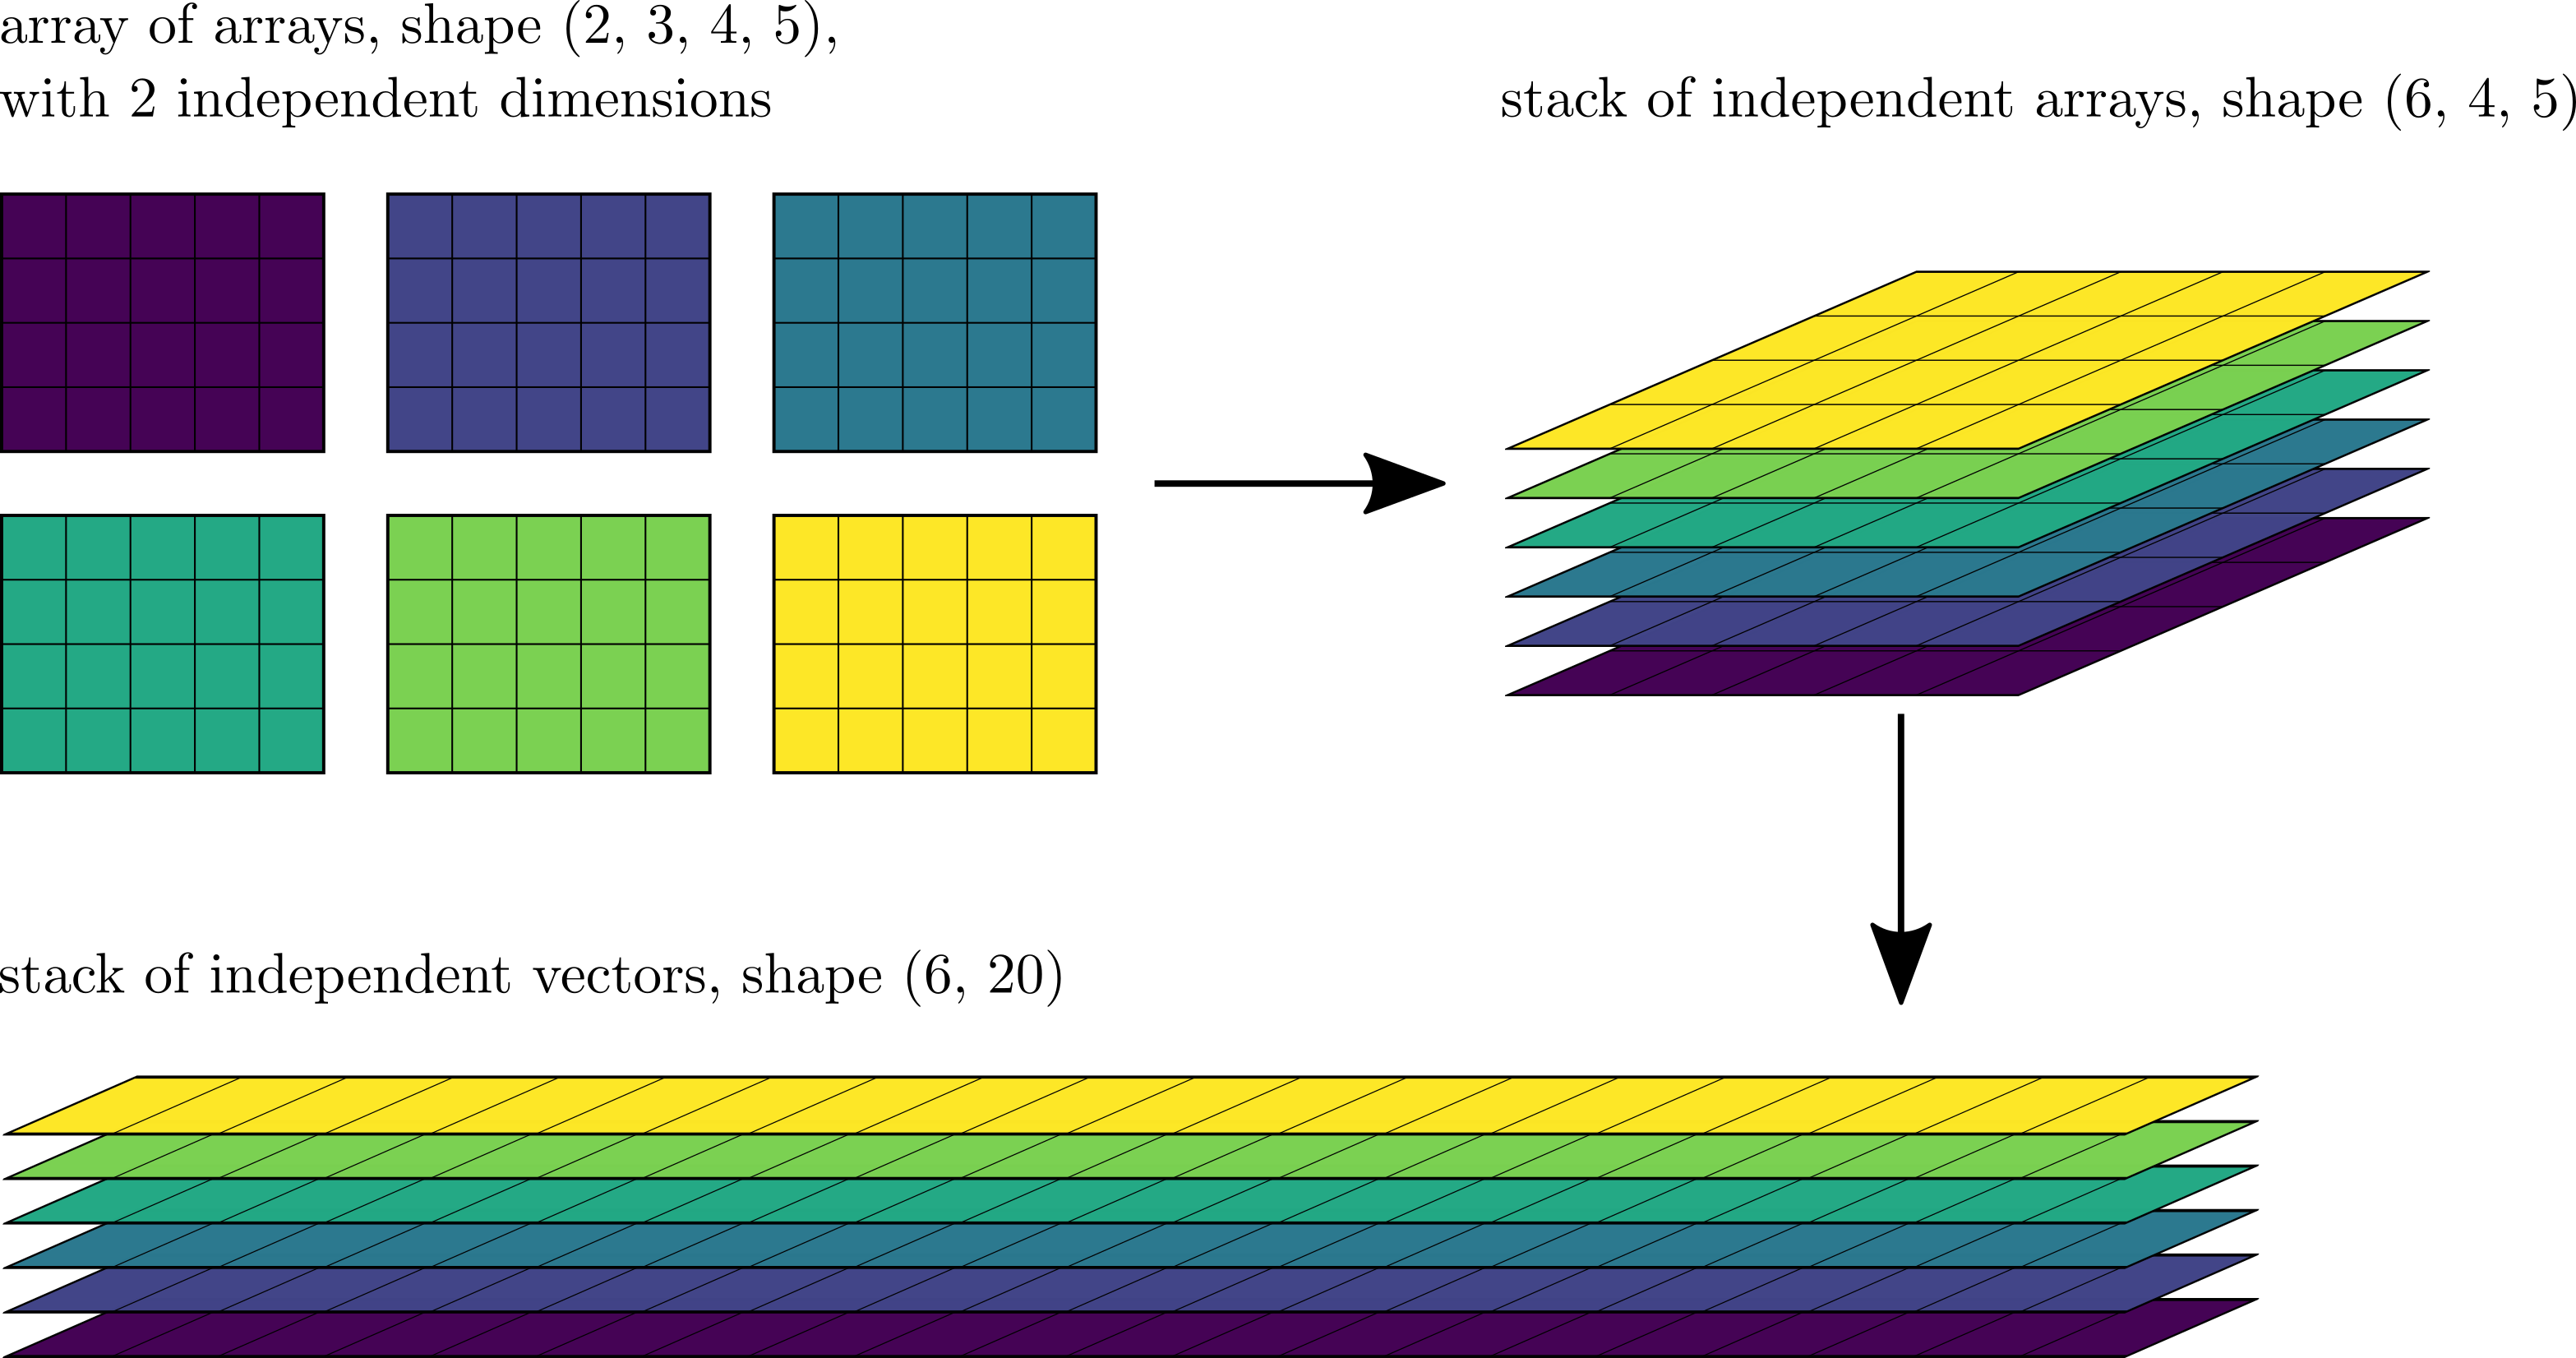 array of arrays, shape (2, 3, 4, 5),
with 2 independent dimensions
stack of independent arrays, shape (6, 4, 5)
stack of independent vectors, shape (6, 20)